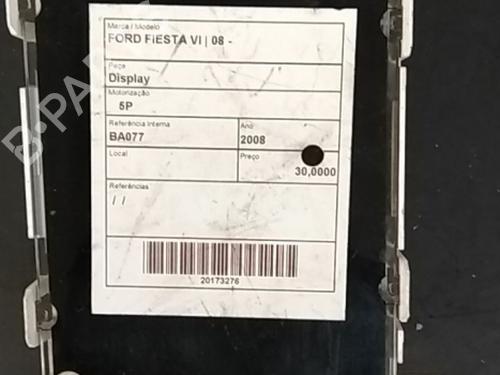 Marca / Modelo
FORD FIESTA VI | 08 -
Peça
Display
Motorização
5P
Referência Interna
BA077
Ano
2008
Local
Preço
30,0000
Referências
/ /
20173276